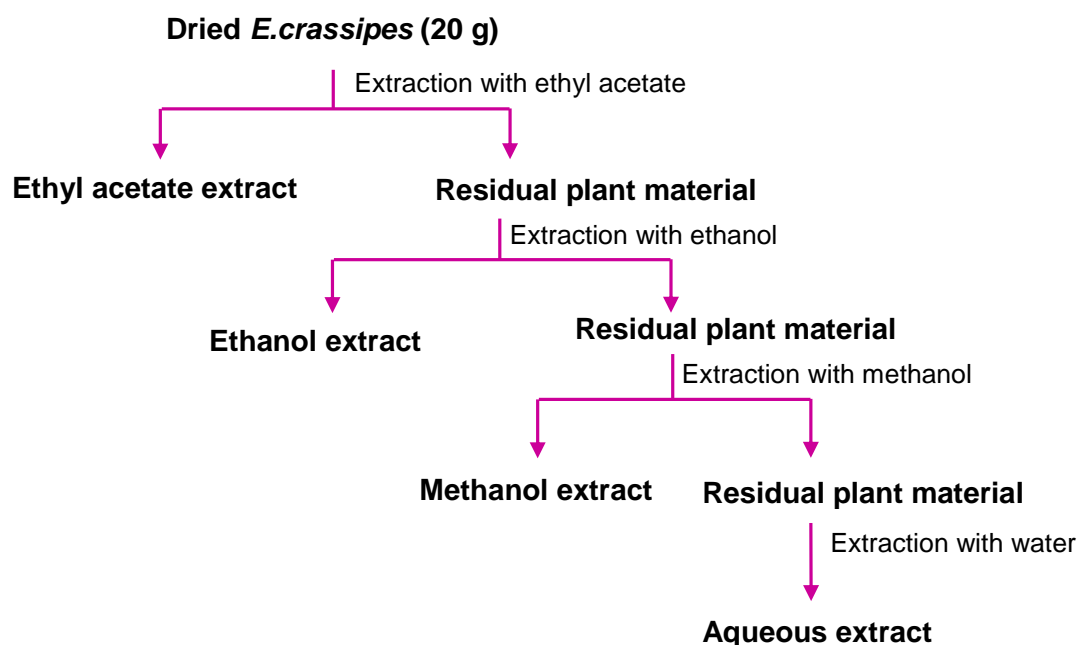 Dried E.crassipes (20 g)
Extraction with ethyl acetate
Ethyl acetate extract
Residual plant material
Extraction with ethanol
Ethanol extract
Residual plant material
Extraction with methanol
Methanol extract
Residual plant material
Extraction with water
Aqueous extract